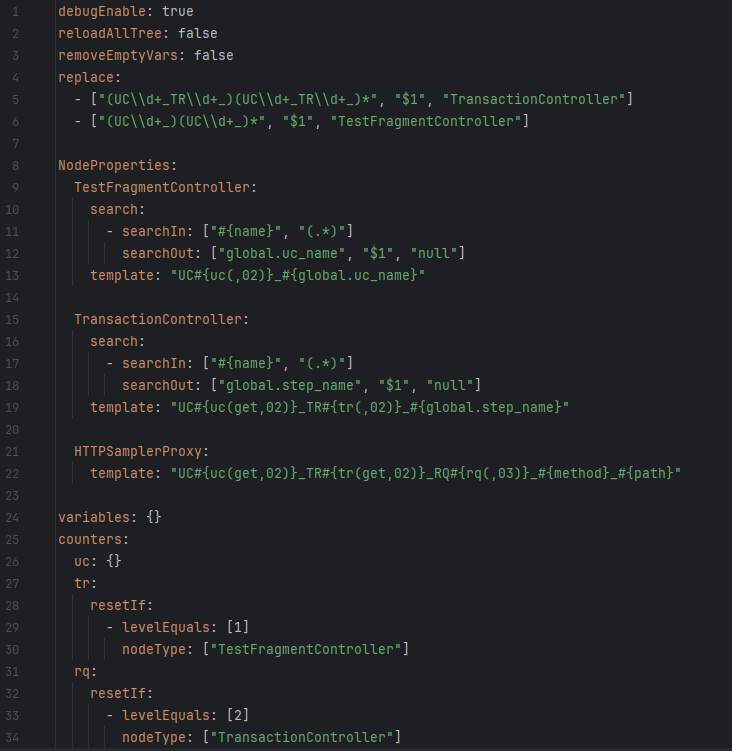 1 debugEnable: true
2 reloadAllTree: false
3 removeEmptyVars: false
4 replace:
5   - ["(UC\\d+_TR\\d+_)(UC\\d+_TR\\d+_)*", "$1", "TransactionController"]
6   - ["(UC\\d+_)(UC\\d+_)*", "$1", "TestFragmentController"]
7
8 NodeProperties:
9   TestFragmentController:
10     search:
11       - searchIn: ["#{name}", "(.*)"]
12         searchOut: ["global.uc_name", "$1", "null"]
13     template: "UC#{uc(,02)}_#{global.uc_name}"
14
15   TransactionController:
16     search:
17       - searchIn: ["#{name}", "(.*)"]
18         searchOut: ["global.step_name", "$1", "null"]
19     template: "UC#{uc(get,02)}_TR#{tr(,02)}_#{global.step_name}"
20
21   HTTPSamplerProxy:
22     template: "UC#{uc(get,02)}_TR#{tr(get,02)}_RQ#{rq(,03)}_#{method}_#{path}"
23
24 variables: {}
25 counters:
26   uc: {}
27   tr:
28     resetIf:
29       - levelEquals: [1]
30         nodeType: ["TestFragmentController"]
31   rq:
32     resetIf:
33       - levelEquals: [2]
34         nodeType: ["TransactionController"]